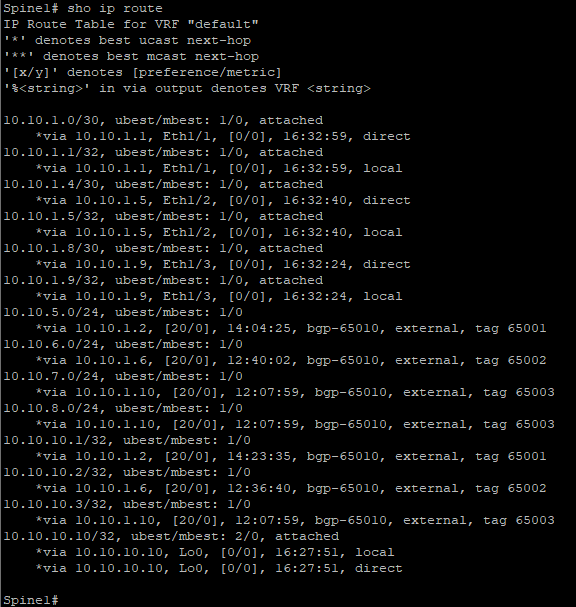 Spine1# sho ip route
IP Route Table for VRF "default"
'*' denotes best ucast next-hop
'**' denotes best mcast next-hop
'[x/y]' denotes [preference/metric]
'%<string>' in via output denotes VRF <string>
10.10.1.0/30, ubest/mbest: 1/0, attached
*via 10.10.1.1, Eth1/1, [0/0], 16:32:59, direct
10.10.1.1/32, ubest/mbest: 1/0, attached
*via 10.10.1.1, Eth1/1, [0/0], 16:32:59, local
10.10.1.4/30, ubest/mbest: 1/0, attached
*via 10.10.1.5, Eth1/2, [0/0], 16:32:40, direct
10.10.1.5/32, ubest/mbest: 1/0, attached
*via 10.10.1.5, Eth1/2, [0/0], 16:32:40, local
10.10.1.8/30, ubest/mbest: 1/0, attached
*via 10.10.1.9, Eth1/3, [0/0], 16:32:24, direct
10.10.1.9/32, ubest/mbest: 1/0, attached
*via 10.10.1.9, Eth1/3, [0/0], 16:32:24, local
10.10.5.0/24, ubest/mbest: 1/0
*via 10.10.1.2, [20/0], 14:04:25, bgp-65010, external, tag 65001
10.10.6.0/24, ubest/mbest: 1/0
*via 10.10.1.6, [20/0], 12:40:02, bgp-65010, external, tag 65002
10.10.7.0/24, ubest/mbest: 1/0
*via 10.10.1.10, [20/0], 12:07:59, bgp-65010, external, tag 65003
10.10.8.0/24, ubest/mbest: 1/0
*via 10.10.1.10, [20/0], 12:07:59, bgp-65010, external, tag 65003
10.10.10.1/32, ubest/mbest: 1/0
*via 10.10.1.2, [20/0], 14:23:35, bgp-65010, external, tag 65001
10.10.10.2/32, ubest/mbest: 1/0
*via 10.10.1.6, [20/0], 12:36:40, bgp-65010, external, tag 65002
10.10.10.3/32, ubest/mbest: 1/0
*via 10.10.1.10, [20/0], 12:07:59, bgp-65010, external, tag 65003
10.10.10.10/32, ubest/mbest: 2/0, attached
*via 10.10.10.10, Lo0, [0/0], 16:27:51, local
*via 10.10.10.10, Lo0, [0/0], 16:27:51, direct
Spine1#